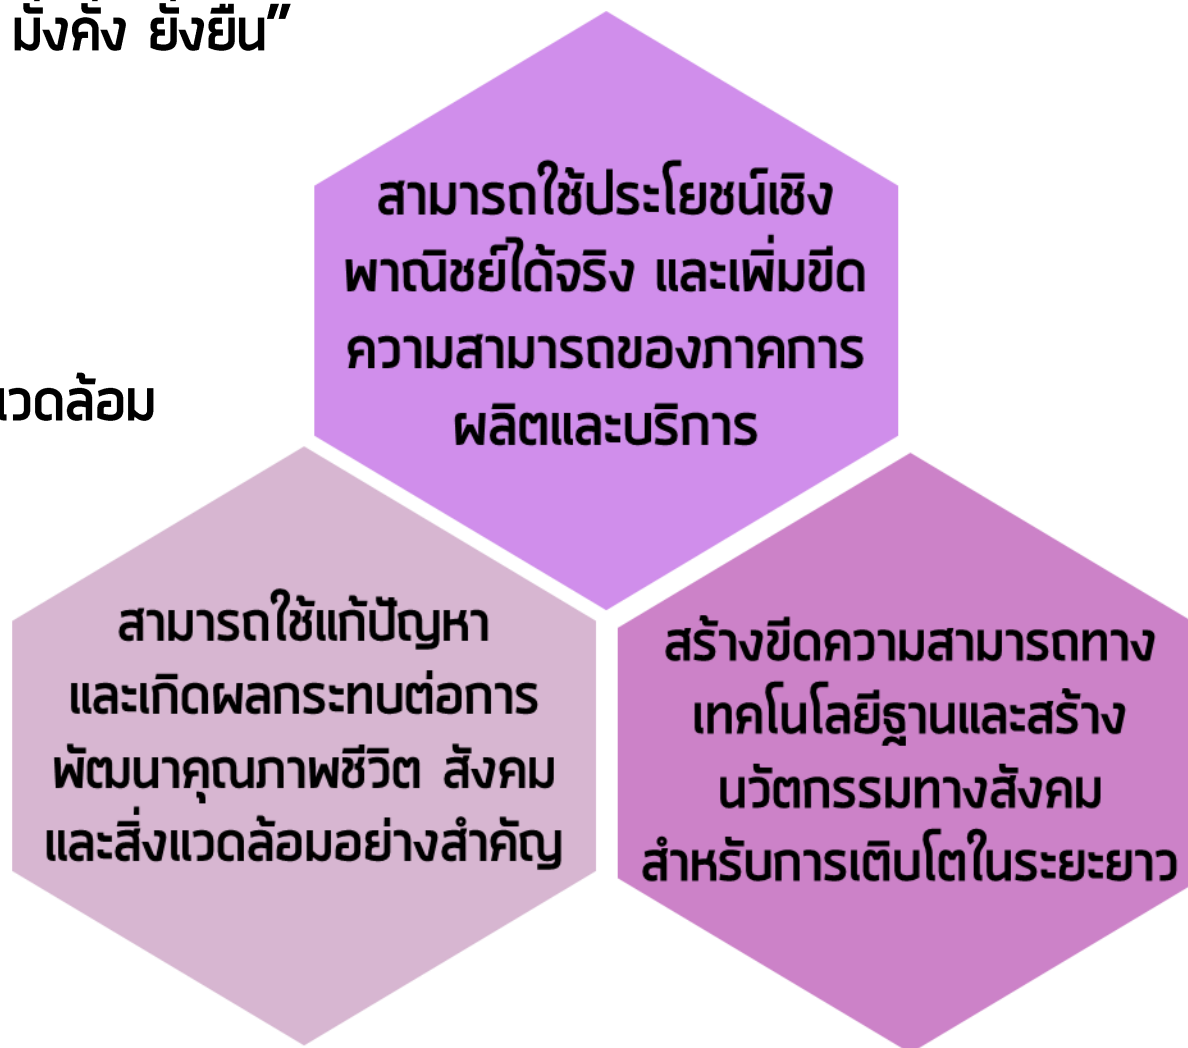 มั่งคั่ง ยั่งยืน”
สามารถใช้ประโยชน์เชิง
พาณิชย์ได้จริง และเพิ่มขีด
ความสามารถของภาคการ
ผลิตและบริการ
แวดล้อม
สามารถใช้แก้ปัญหา
และเกิดผลกระทบต่อการ
พัฒนาคุณภาพชีวิต สังคม
และสิ่งแวดล้อมอย่างสำคัญ
สร้างขีดความสามารถทาง
เทคโนโลยีฐานและสร้าง
นวัตกรรมทางสังคม
สำหรับการเติบโตในระยะยาว